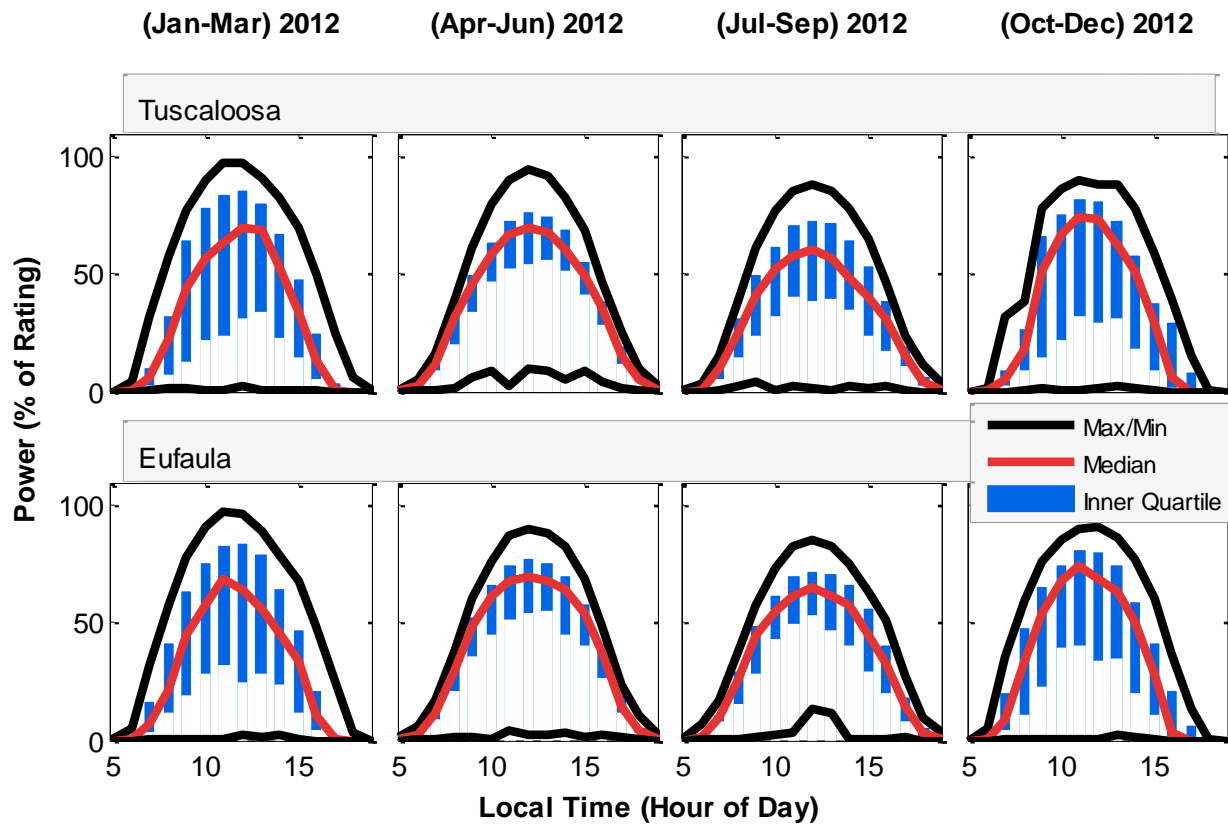 (Jan-Mar) 2012 (Apr-Jun) 2012 (Jul-Sep) 2012 (Oct-Dec) 2012
Tuscaloosa
100
50
0
Power (% of Rating)
Eufaula
Max/Min
Median
Inner Quartile
100
50
0
5 10 15 5 10 15 5 10 15 5 10 15
Local Time (Hour of Day)